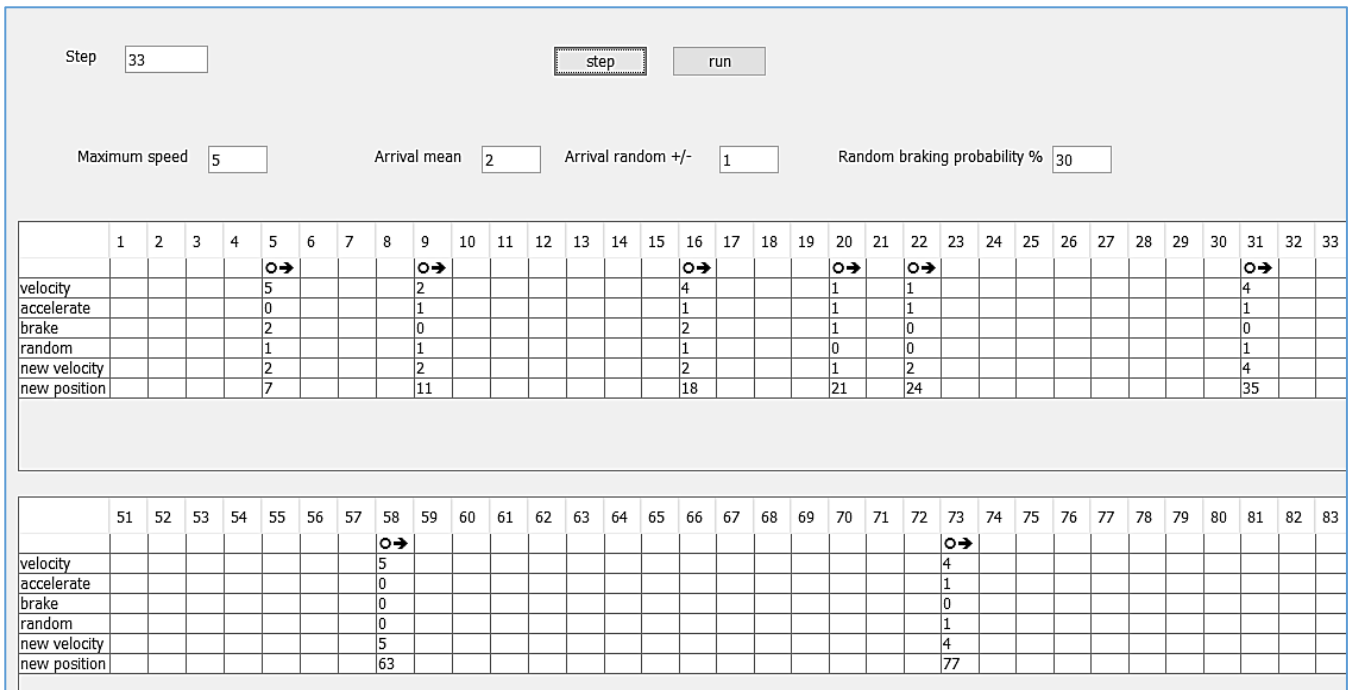 Step 33 step run
Maximum speed 5 Arrival mean 2 Arrival random +/- 1 Random braking probability % 30
1 2 3 4 5 6 7 8 9 10 11 12 13 14 15 16 17 18 19 20 21 22 23 24 25 26 27 28 29 30 31 32 33
velocity 5 2 4 1 1 4
accelerate 0 1 1 1 1 1
brake 2 0 2 1 0 0
random 1 1 1 0 0 1
new velocity 2 2 2 1 2 4
new position 7 11 18 21 24 35
51 52 53 54 55 56 57 58 59 60 61 62 63 64 65 66 67 68 69 70 71 72 73 74 75 76 77 78 79 80 81 82 83
velocity 5 4
accelerate 0 1
brake 0 0
random 0 1
new velocity 5 4
new position 63 77